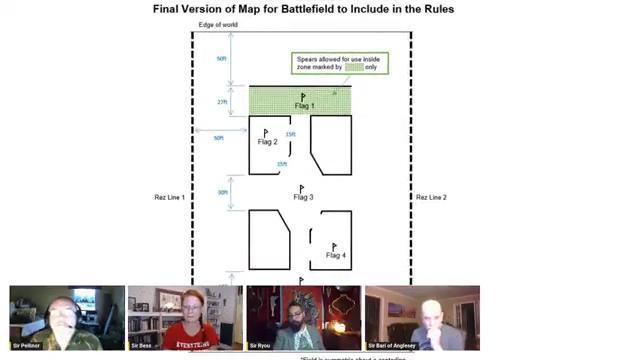 Final Version of Map for Battlefield to Include in the Rules
Edge of world
50ft
Spears allowed for use inside
zone marked by only
27ft
Flag 1
50ft
Flag 2
15ft
15ft
30ft
Flag 3
Rez Line 1
Rez Line 2
Flag 4
Sir Pellinor
Sir Bess
Sir Ryou
Sir Bari of Anglesey
EVERYTHING